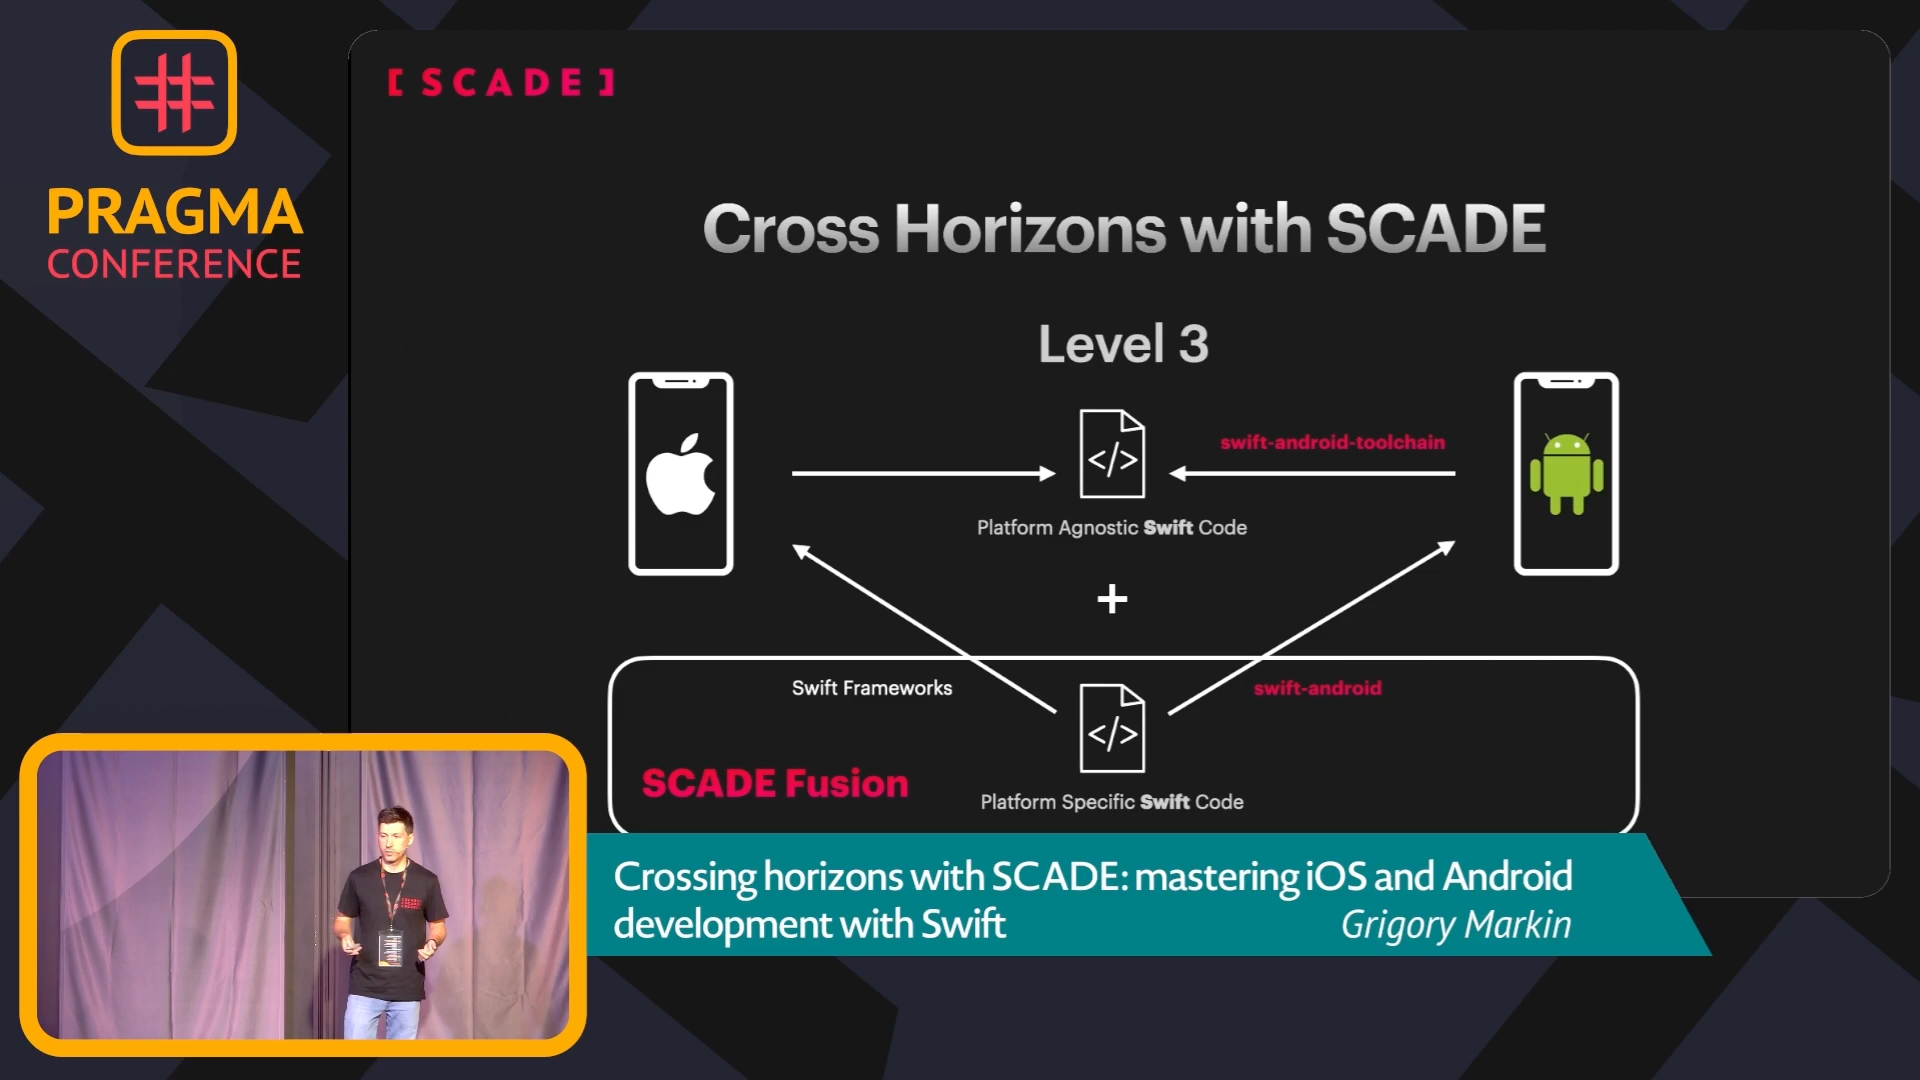 PRAGMA
CONFERENCE
[ SCADE ]
Cross Horizons with SCADE
Level 3
swift-android-toolchain
</>
Platform Agnostic Swift Code
+
Swift Frameworks
swift-android
</>
SCADE Fusion
Platform Specific Swift Code
Crossing horizons with SCADE: mastering iOS and Android
development with Swift
Grigory Markin